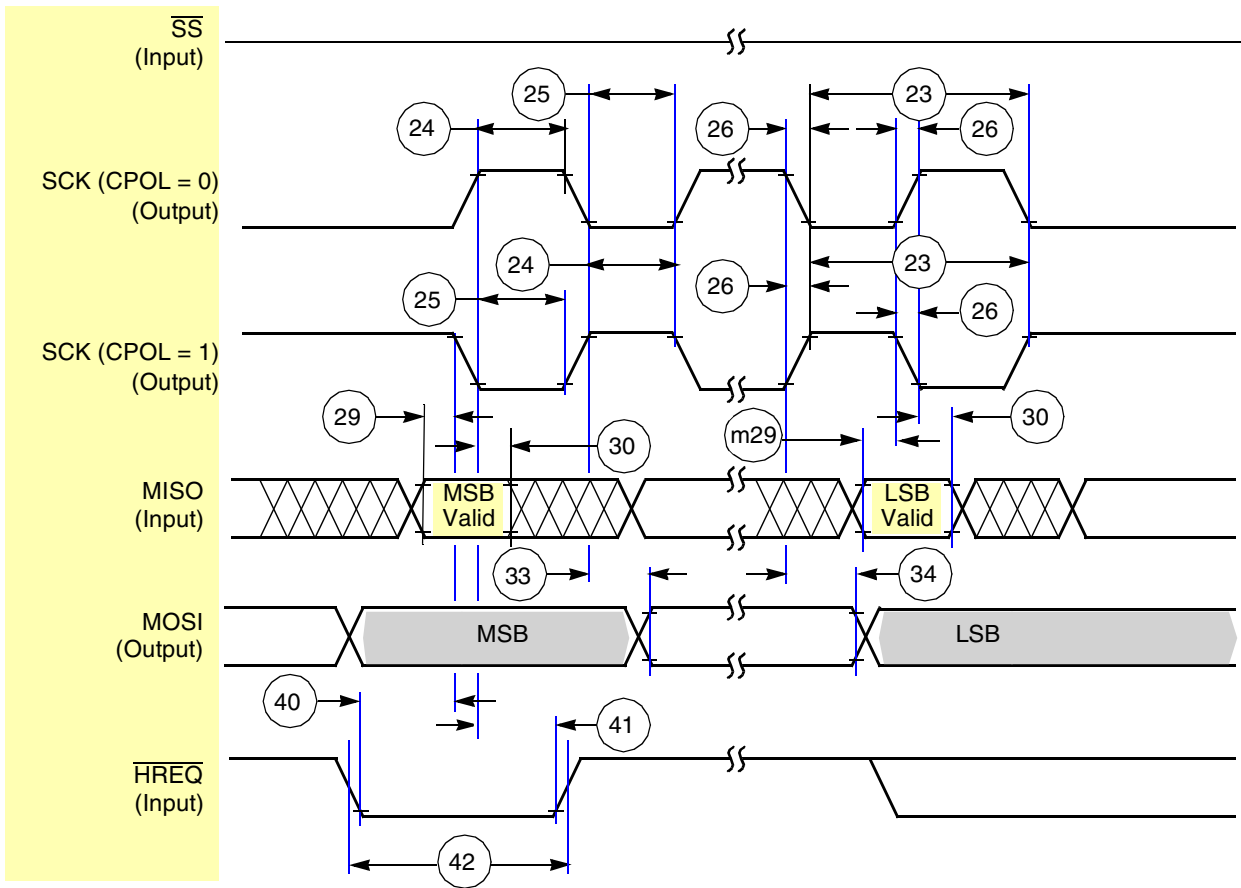 SS
(Input)
25
23
24
26
26
SCK (CPOL = 0)
(Output)
24
23
25
26
26
SCK (CPOL = 1)
(Output)
29
30
m29
30
MISO
(Input)
MSB
Valid
LSB
Valid
33
34
MOSI
(Output)
MSB
LSB
40
41
HREQ
(Input)
42